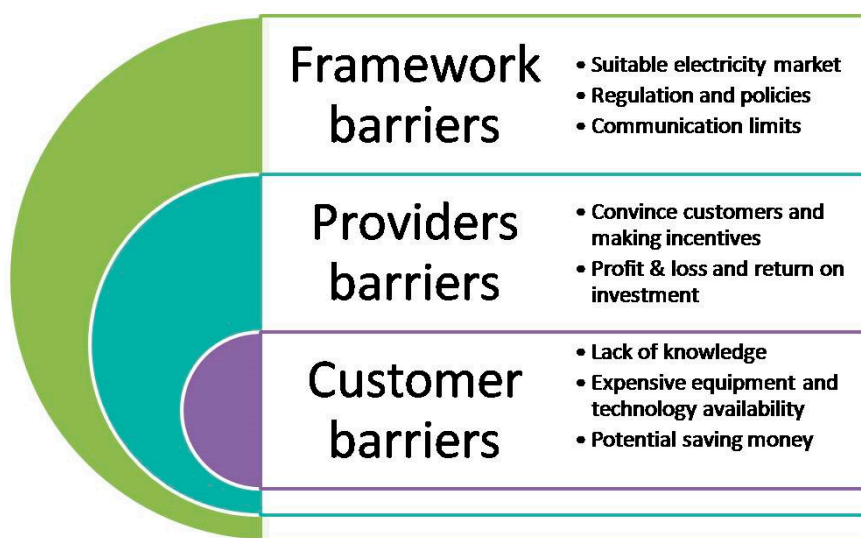 Framework
barriers
• Suitable electricity market
• Regulation and policies
• Communication limits
Providers
barriers
• Convince customers and
making incentives
• Profit & loss and return on
investment
Customer
barriers
• Lack of knowledge
• Expensive equipment and
technology availability
• Potential saving money